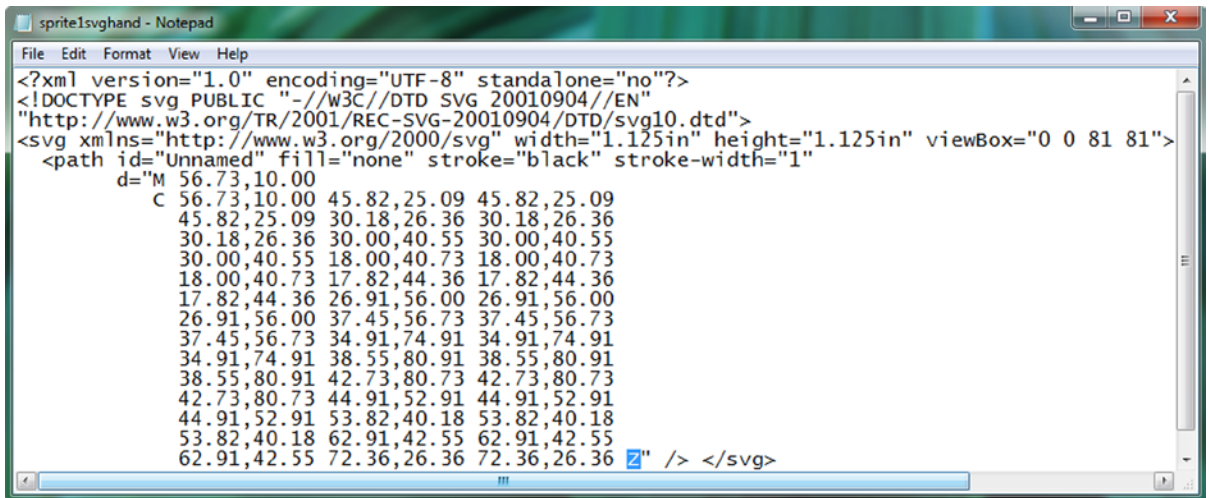 sprite1svghand - Notepad
File Edit Format View Help
<?xml version="1.0" encoding="UTF-8" standalone="no"?>
<!DOCTYPE svg PUBLIC "-//W3C//DTD SVG 20010904//EN"
"http://www.w3.org/TR/2001/REC-SVG-20010904/DTD/svg10.dtd">
<svg xmlns="http://www.w3.org/2000/svg" width="1.125in" height="1.125in" viewBox="0 0 81 81">
<path id="Unnamed" fill="none" stroke="black" stroke-width="1"
d="M 56.73,10.00
C 56.73,10.00 45.82,25.09 45.82,25.09
45.82,25.09 30.18,26.36 30.18,26.36
30.18,26.36 30.00,40.55 30.00,40.55
30.00,40.55 18.00,40.73 18.00,40.73
18.00,40.73 17.82,44.36 17.82,44.36
17.82,44.36 26.91,56.00 26.91,56.00
26.91,56.00 37.45,56.73 37.45,56.73
37.45,56.73 34.91,74.91 34.91,74.91
34.91,74.91 38.55,80.91 38.55,80.91
38.55,80.91 42.73,80.73 42.73,80.73
42.73,80.73 44.91,52.91 44.91,52.91
44.91,52.91 53.82,40.18 53.82,40.18
53.82,40.18 62.91,42.55 62.91,42.55
62.91,42.55 72.36,26.36 72.36,26.36 Z" /> </svg>